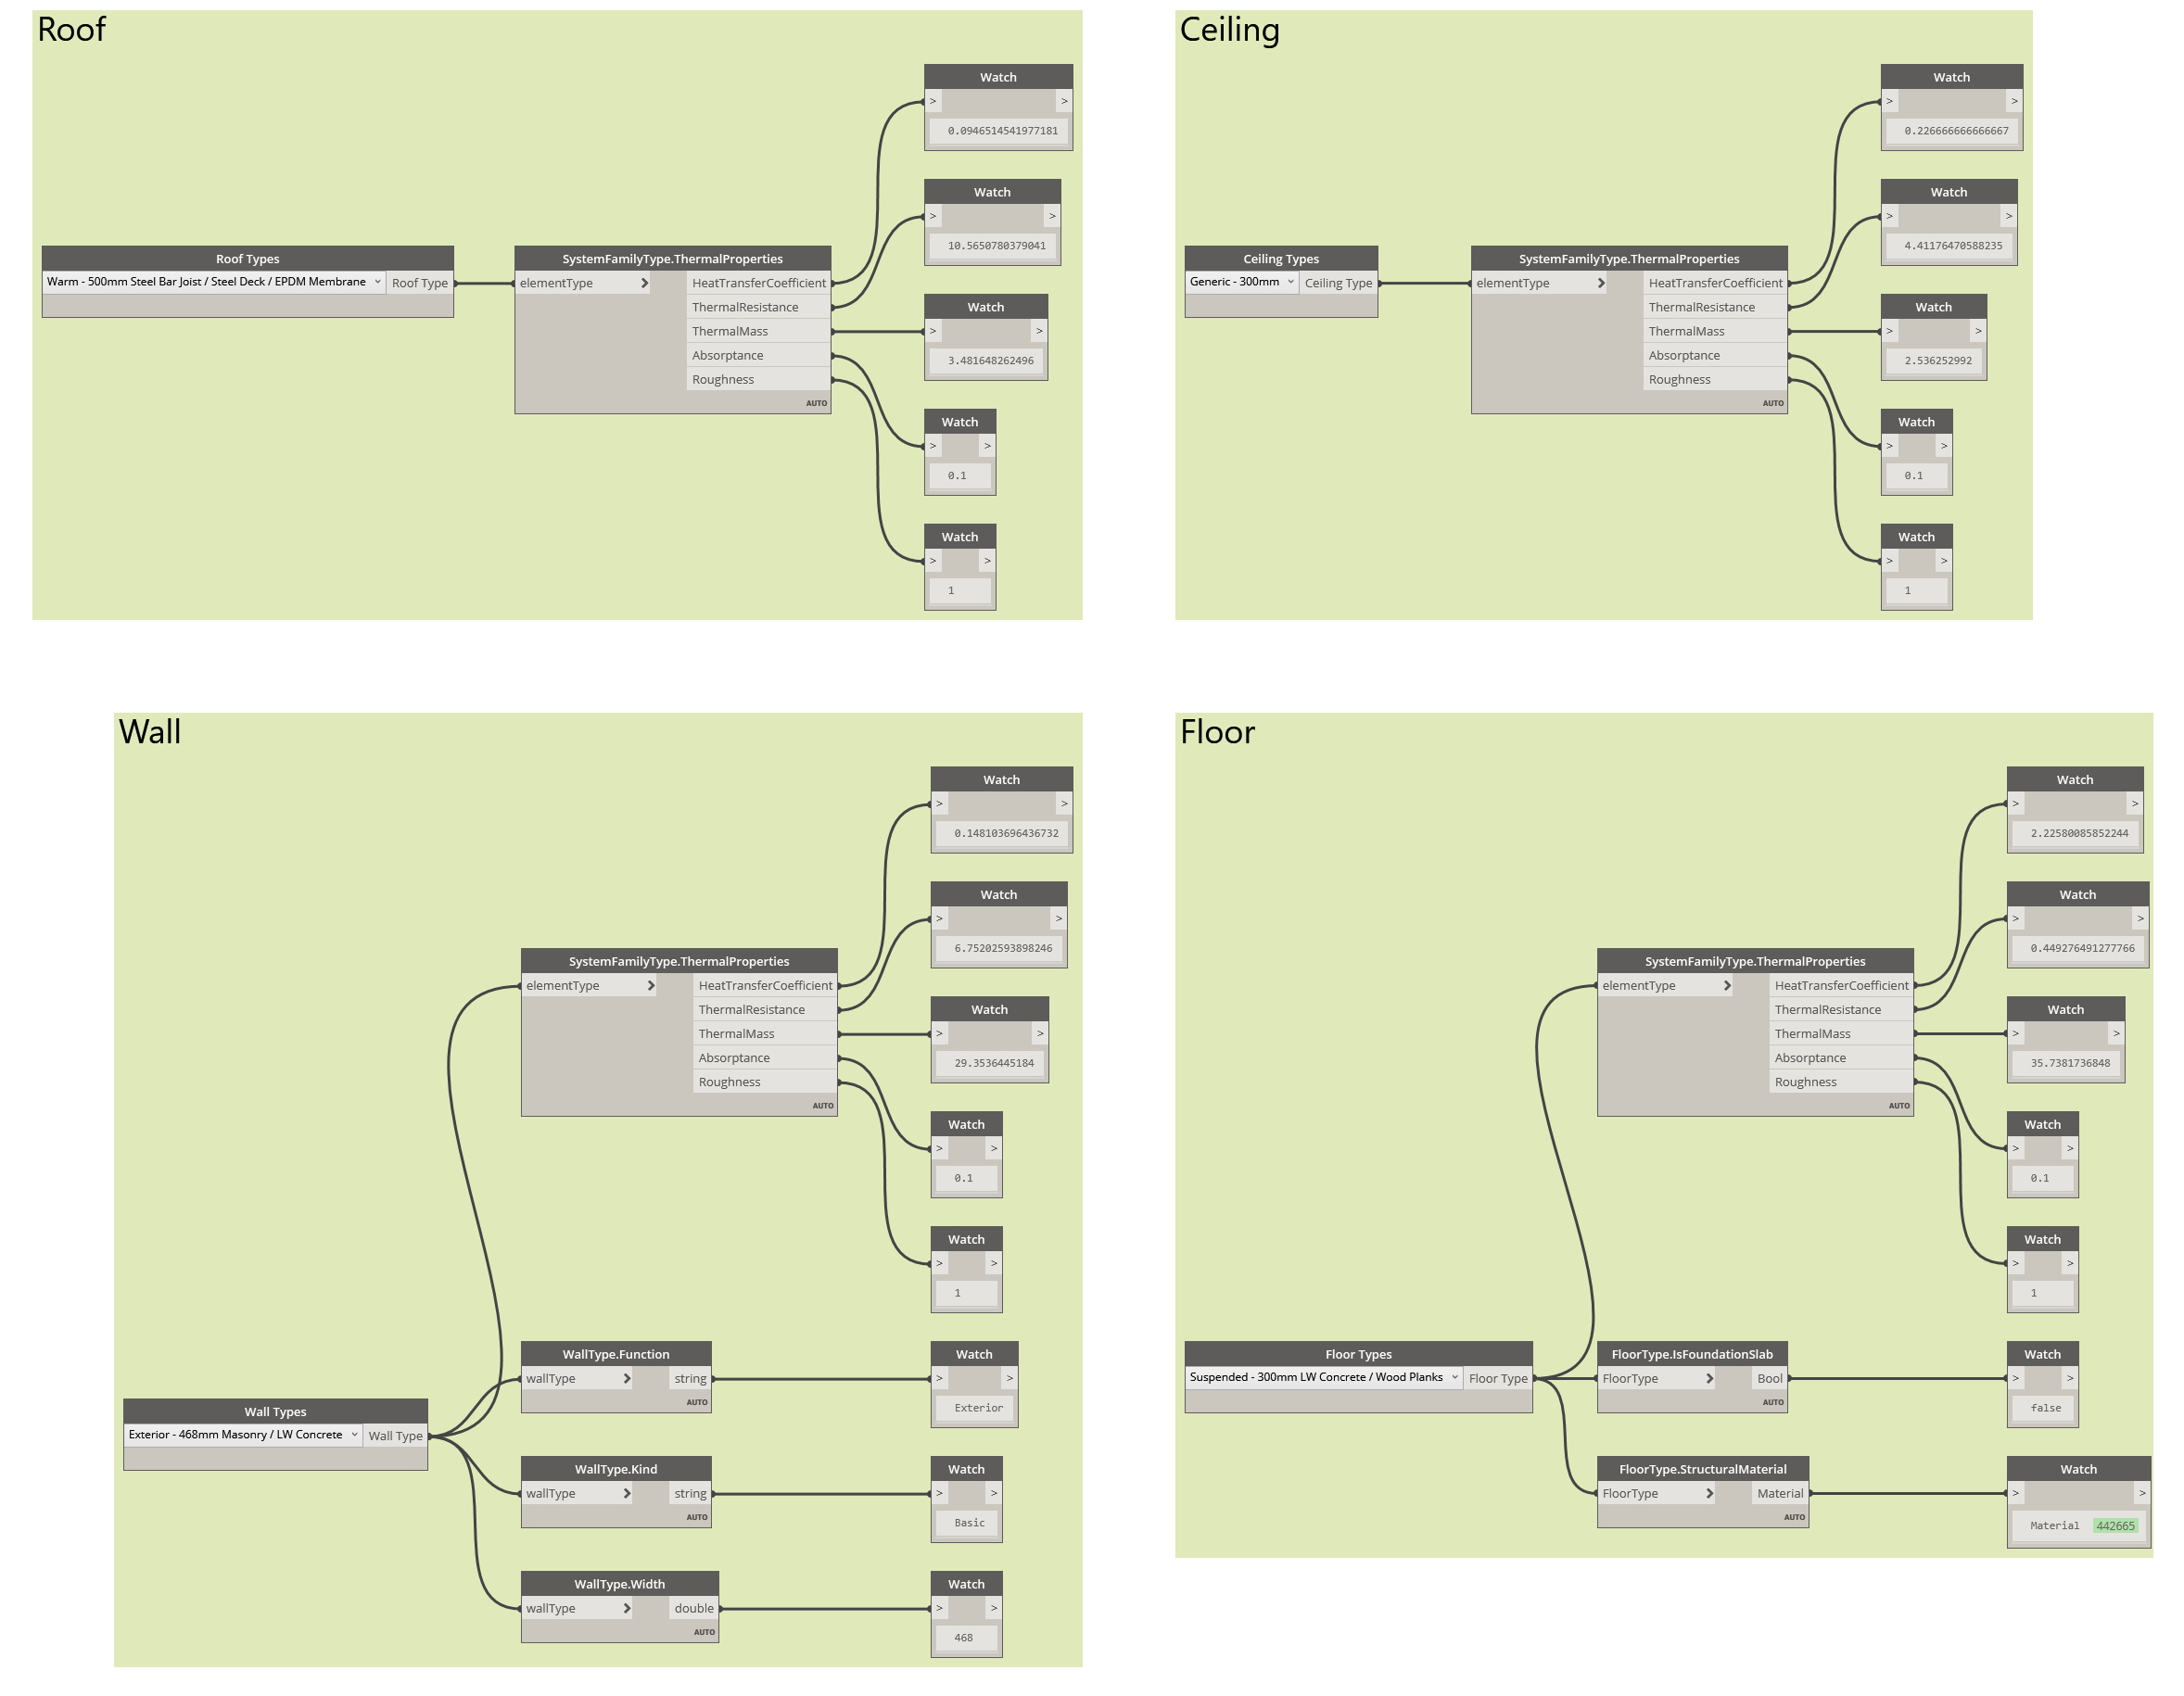 Roof
Watch
>
>
0.0946514541977181
Watch
>
>
10.5650780379041
Roof Types
Warm - 500mm Steel Bar Joist / Steel Deck / EPDM Membrane
Roof Type
SystemFamilyType.ThermalProperties
elementType
>
HeatTransferCoefficient
ThermalResistance
ThermalMass
Absorptance
Roughness
AUTO
Watch
>
>
3.481648262496
Watch
>
>
0.1
Watch
>
>
1
Ceiling
Watch
>
>
0.226666666666667
Watch
>
>
4.41176470588235
Ceiling Types
Generic - 300mm
Ceiling Type
SystemFamilyType.ThermalProperties
elementType
>
HeatTransferCoefficient
ThermalResistance
ThermalMass
Absorptance
Roughness
AUTO
Watch
>
>
2.536252992
Watch
>
>
0.1
Watch
>
>
1
Wall
Watch
>
>
0.148103696436732
Watch
>
>
6.75202593898246
SystemFamilyType.ThermalProperties
elementType
>
HeatTransferCoefficient
ThermalResistance
ThermalMass
Absorptance
Roughness
AUTO
Watch
>
>
29.3536445184
Watch
>
>
0.1
Watch
>
>
1
Wall Types
Exterior - 468mm Masonry / LW Concrete
Wall Type
WallType.Function
wallType
>
string
AUTO
Watch
>
>
Exterior
WallType.Kind
wallType
>
string
AUTO
Watch
>
>
Basic
WallType.Width
wallType
>
double
AUTO
Watch
>
>
468
Floor
Watch
>
>
2.22580085852244
Watch
>
>
0.449276491277766
SystemFamilyType.ThermalProperties
elementType
>
HeatTransferCoefficient
ThermalResistance
ThermalMass
Absorptance
Roughness
AUTO
Watch
>
>
35.7381736848
Watch
>
>
0.1
Watch
>
>
1
Floor Types
Suspended - 300mm LW Concrete / Wood Planks
Floor Type
FloorType.IsFoundationSlab
FloorType
>
Bool
AUTO
Watch
>
>
false
FloorType.StructuralMaterial
FloorType
>
Material
AUTO
Watch
>
>
Material 442665